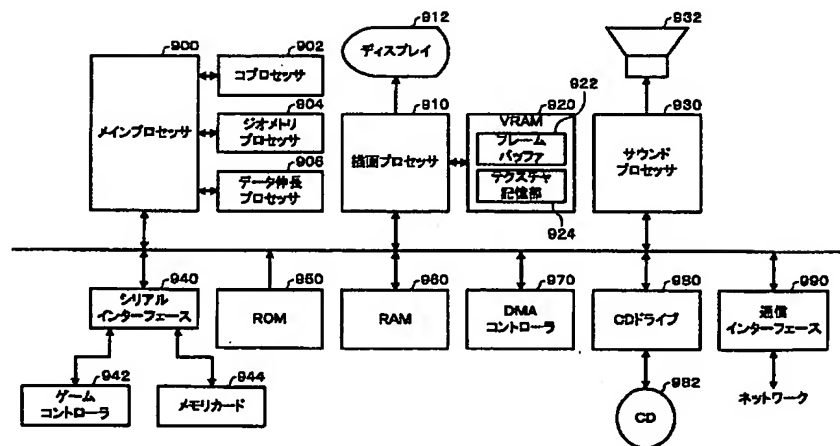 900
メインプロセッサ
902
コプロセッサ
904
ジオメトリ
プロセッサ
906
データ伸長
プロセッサ
912
ディスプレイ
910
描画プロセッサ
920
VRAM
922
フレーム
バッファ
テクスチャ
記憶部
924
932
930
サウンド
プロセッサ
940
シリアル
インターフェース
942
ゲーム
コントローラ
944
メモリカード
950
ROM
960
RAM
970
DMA
コントローラ
980
CDドライブ
982
CD
990
通信
インターフェース
ネットワーク